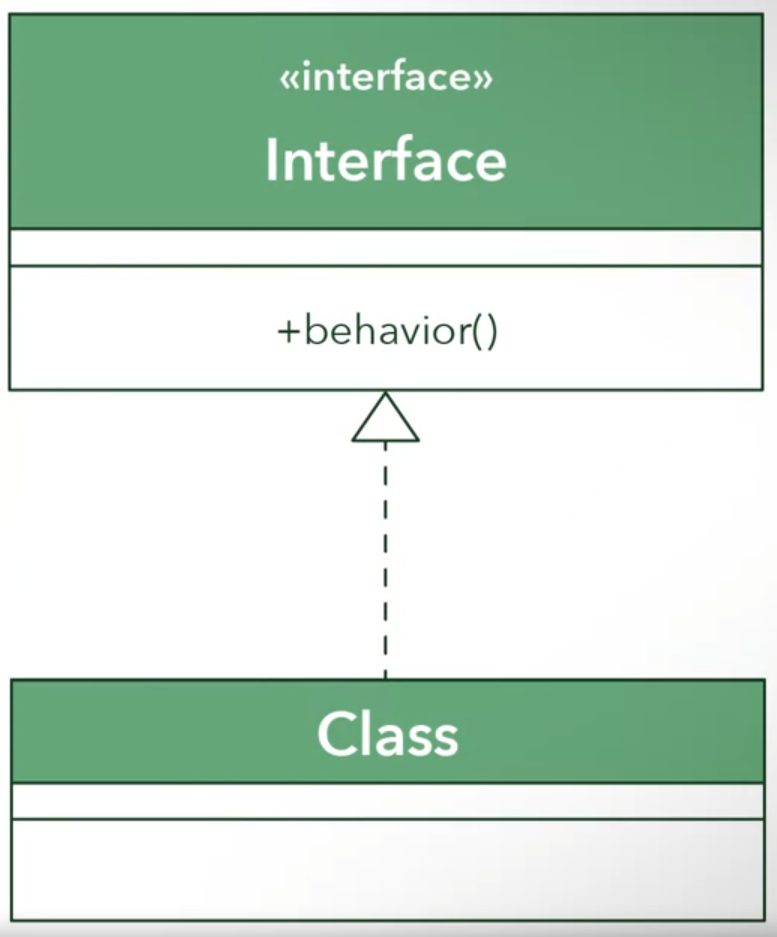 «interface»
Interface
+behavior()
Class